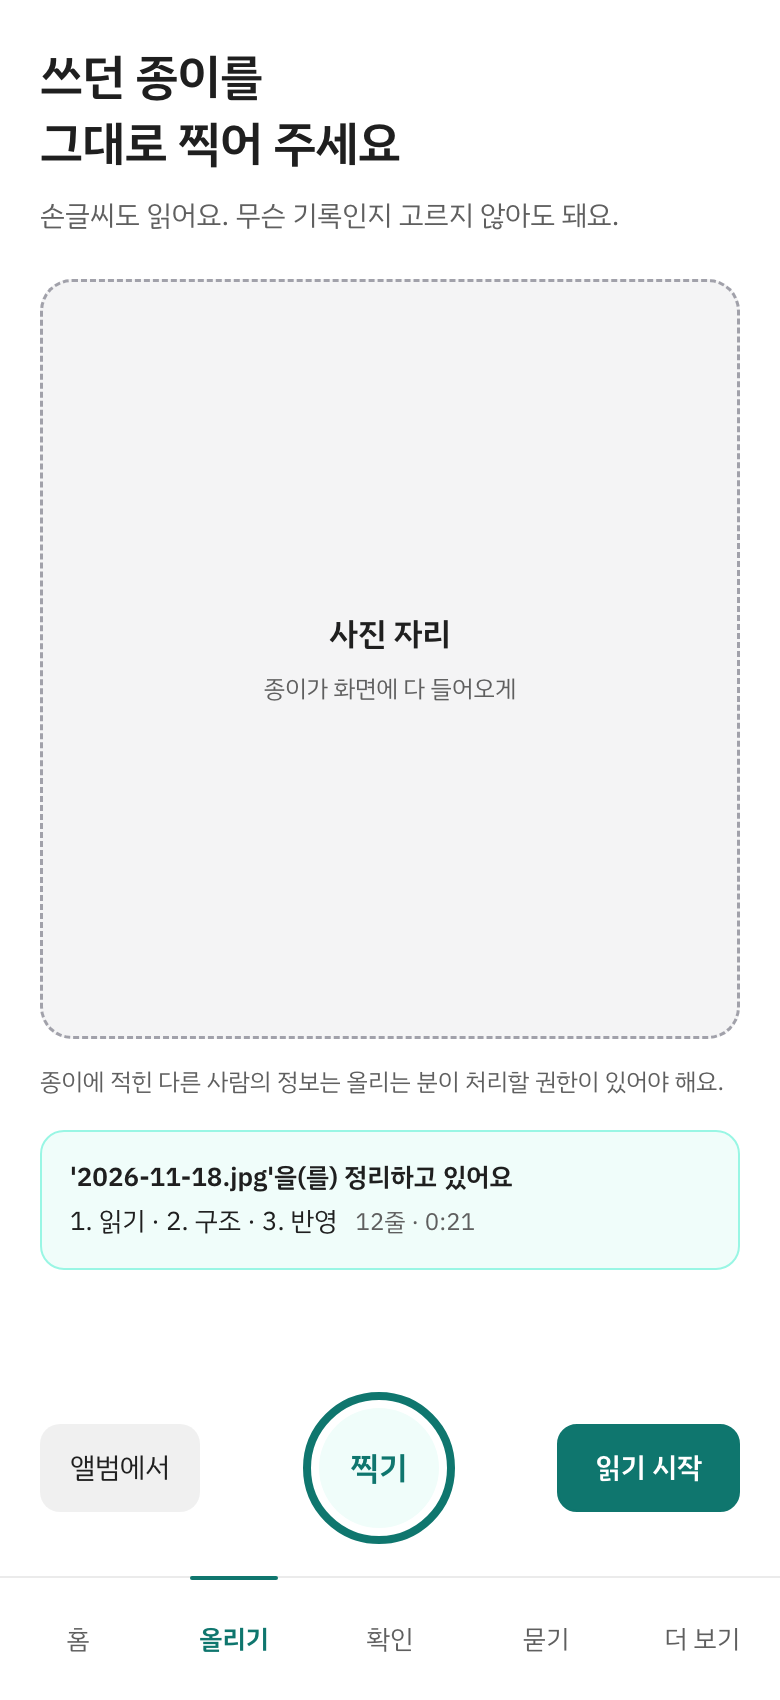 쓰던 종이를
그대로 찍어 주세요
손글씨도 읽어요. 무슨 기록인지 고르지 않아도 돼요.
사진 자리
종이가 화면에 다 들어오게
종이에 적힌 다른 사람의 정보는 올리는 분이 처리할 권한이 있어야 해요.
'2026-11-18.jpg'을(를) 정리하고 있어요
1. 읽기 · 2. 구조 · 3. 반영 12줄 · 0:21
앨범에서 찍기 읽기 시작
홈 올리기 확인 묻기 더 보기